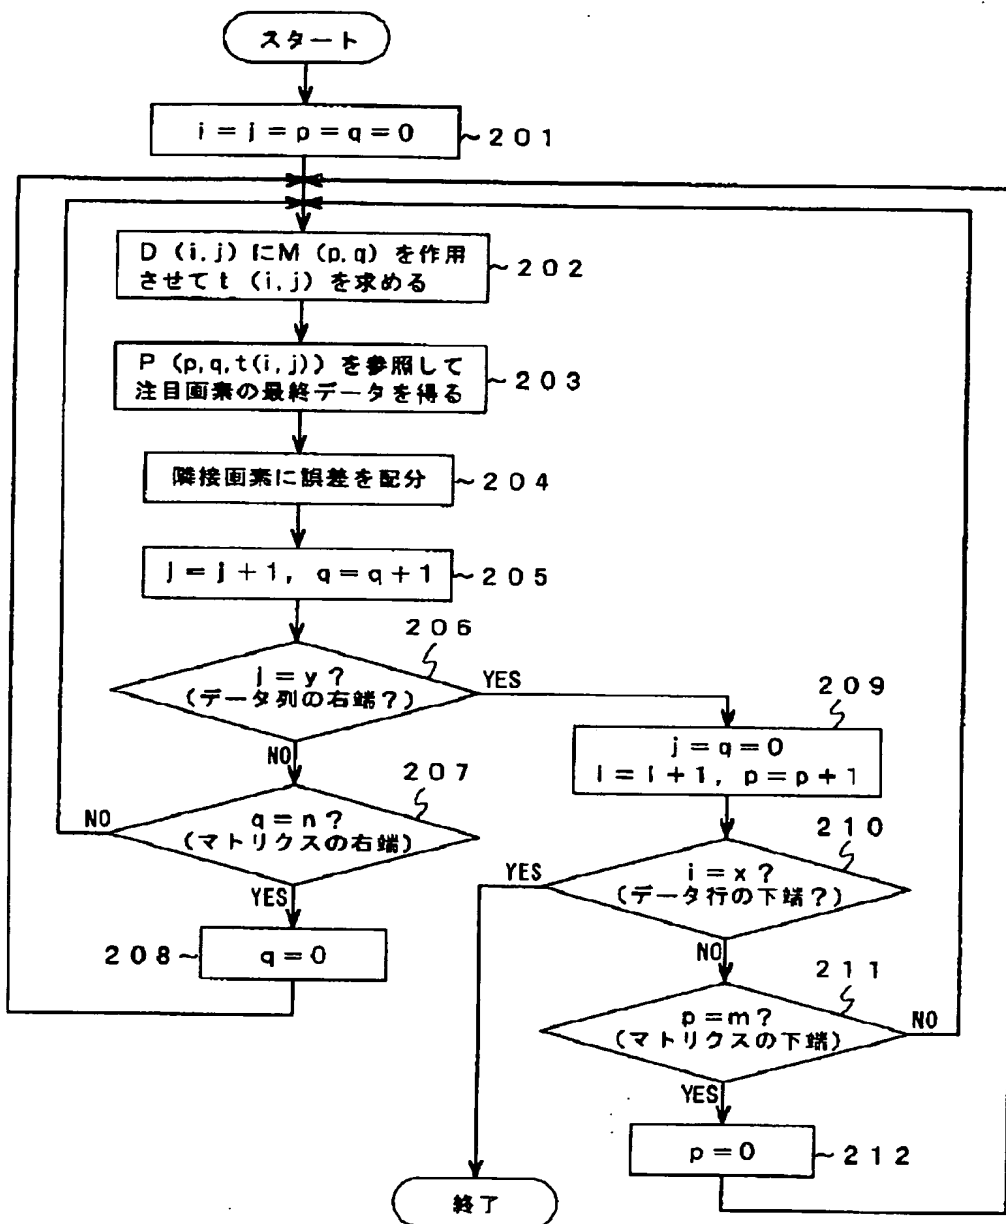 スタート
i=j=p=q=0
~201
D(i,j)にM(p,q)を作用
させてt(i,j)を求める
~202
P(p,q,t(i,j))を参照して
注目画素の最終データを得る
~203
隣接画素に誤差を配分
~204
j=j+1, q=q+1
~205
206
j=y?
(データ列の右端?)
YES
NO
207
q=n?
(マトリクスの右端)
NO
YES
208~
q=0
209
j=q=0
i=i+1, p=p+1
210
i=x?
(データ行の下端?)
YES
NO
211
p=m?
(マトリクスの下端)
NO
YES
p=0
~212
終了